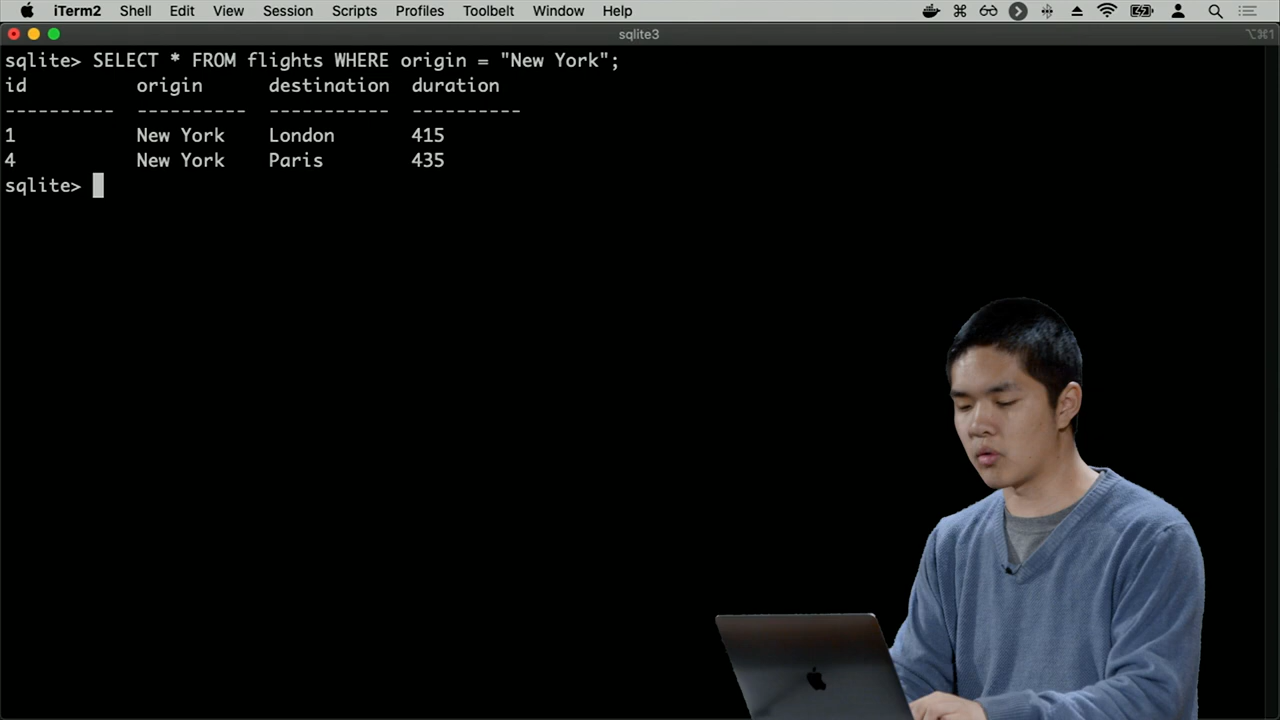 iTerm2 Shell Edit View Session Scripts Profiles Toolbelt Window Help
sqlite3 ⌥⌘1
sqlite> SELECT * FROM flights WHERE origin = "New York";
id origin destination duration
---------- ---------- ----------- ----------
1 New York London 415
4 New York Paris 435
sqlite>